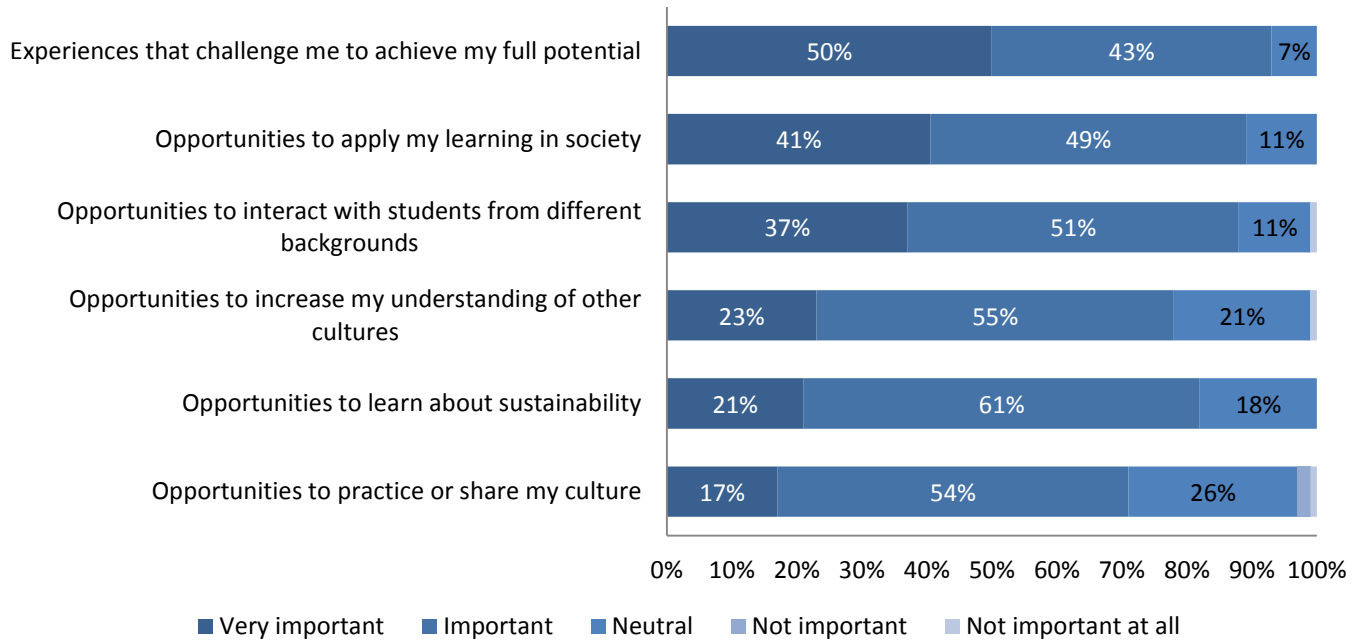 Experiences that challenge me to achieve my full potential
50% 43% 7%
Opportunities to apply my learning in society
41% 49% 11%
Opportunities to interact with students from different
backgrounds
37% 51% 11%
Opportunities to increase my understanding of other
cultures
23% 55% 21%
Opportunities to learn about sustainability
21% 61% 18%
Opportunities to practice or share my culture
17% 54% 26%
0% 10% 20% 30% 40% 50% 60% 70% 80% 90% 100%
Very important Important Neutral Not important Not important at all